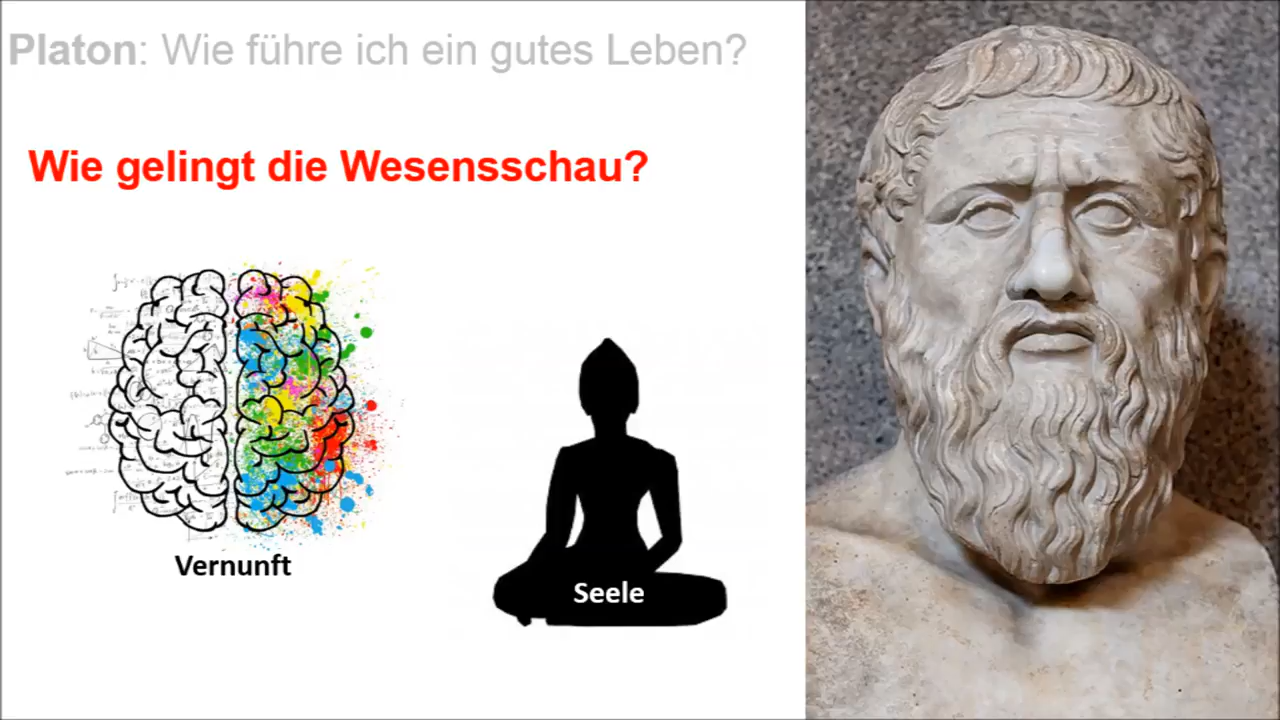 Platon: Wie führe ich ein gutes Leben?
Wie gelingt die Wesensschau?
Vernunft
Seele